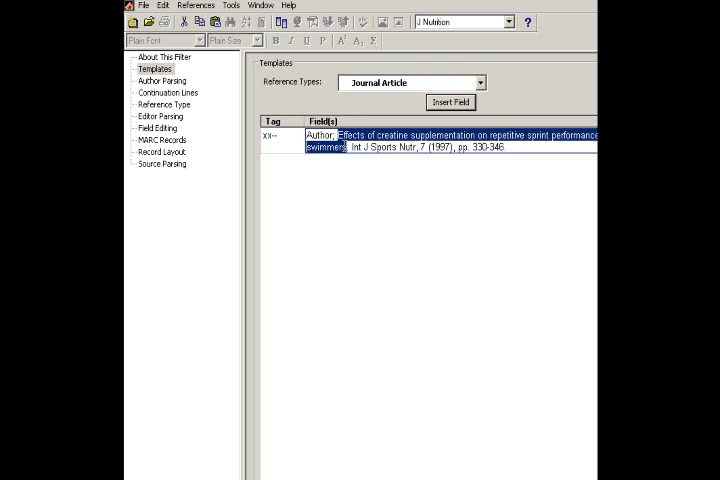 File Edit References Tools Window Help
J Nutrition
?
Plain Font Plain Size B I U P A¹ A₁ Σ
About This Filter
Templates
Author Parsing
Continuation Lines
Reference Type
Editor Parsing
Field Editing
MARC Records
Record Layout
Source Parsing
Templates
Reference Types: Journal Article
Insert Field
Tag Field(s)
xx-- Author; Effects of creatine supplementation on repetitive sprint performance
swimmers. Int J Sports Nutr, 7 (1997), pp. 330-346.